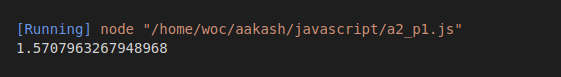 [Running] node "/home/woc/aakash/javascript/a2_p1.js"
1.5707963267948968